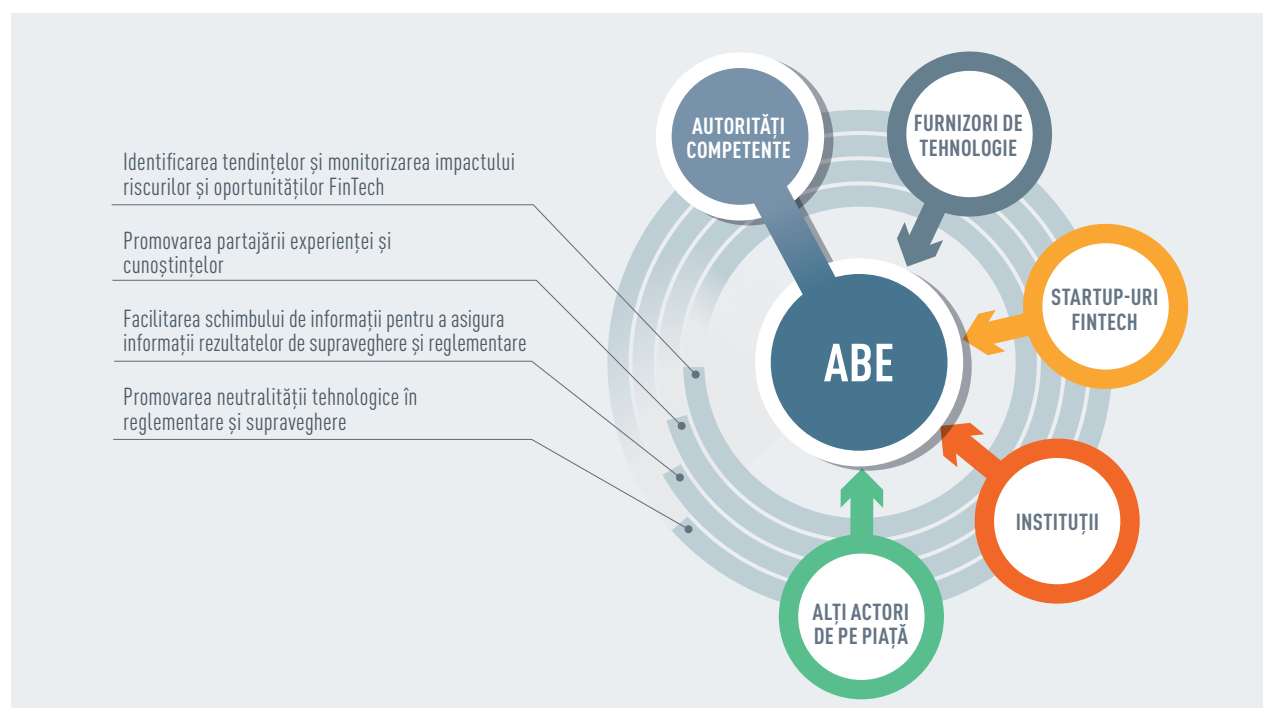 Identificarea tendințelor și monitorizarea impactului
riscurilor și oportunităților FinTech
Promovarea partajării experienței și
cunoștințelor
Facilitarea schimbului de informații pentru a asigura
informații rezultatelor de supraveghere și reglementare
Promovarea neutralității tehnologice în
reglementare și supraveghere
AUTORITĂȚI
COMPETENTE
FURNIZORI DE
TEHNOLOGIE
STARTUP-URI
FINTECH
ABE
INSTITUȚII
ALȚI ACTORI
DE PE PIAȚĂ